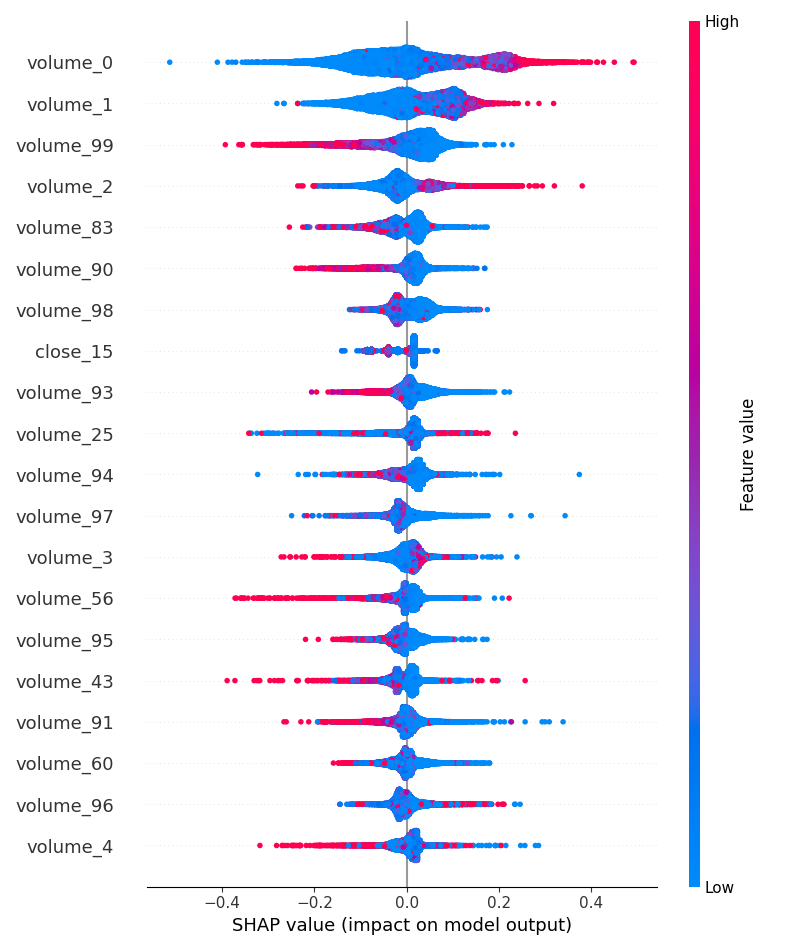 High
volume_0
volume_1
volume_99
volume_2
volume_83
volume_90
volume_98
close_15
volume_93
volume_25
volume_94
volume_97
volume_3
volume_56
volume_95
volume_43
volume_91
volume_60
volume_96
volume_4
Feature value
Low
−0.4 −0.2 0.0 0.2 0.4
SHAP value (impact on model output)